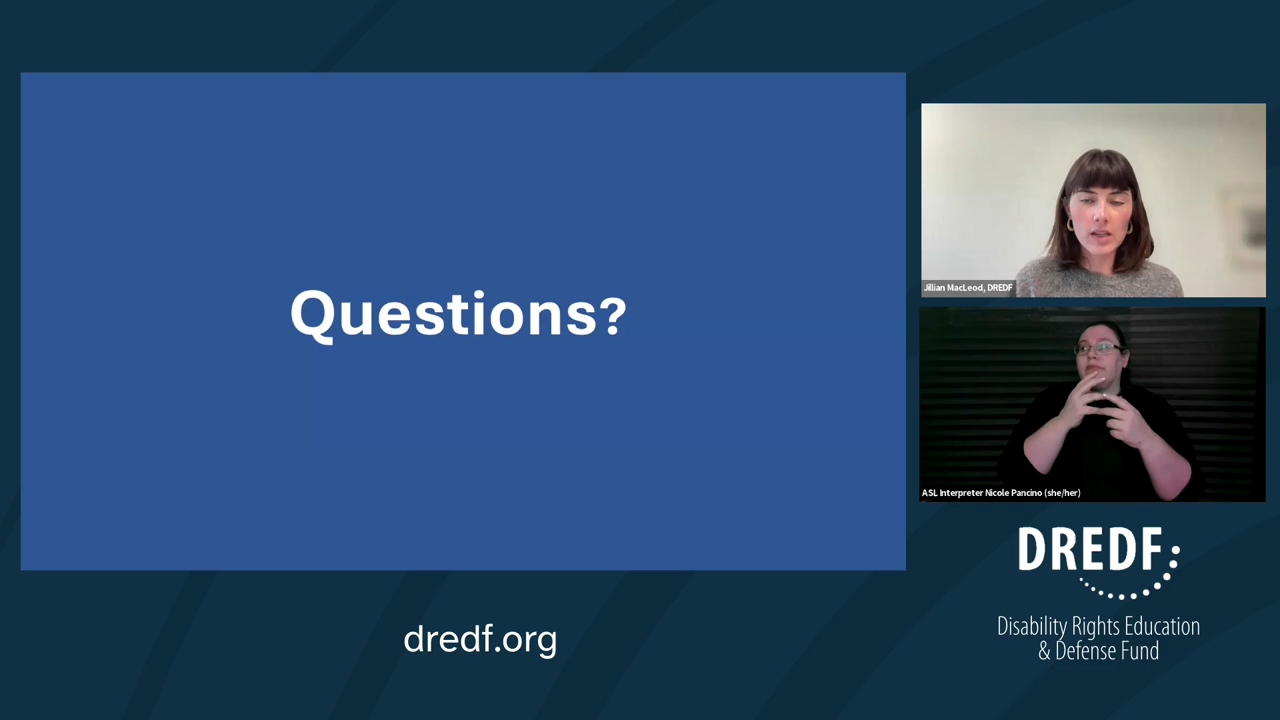 Questions?
Jillian MacLeod, DREDF
ASL Interpreter Nicole Pancino (she/her)
DREDF
Disability Rights Education
& Defense Fund
dredf.org